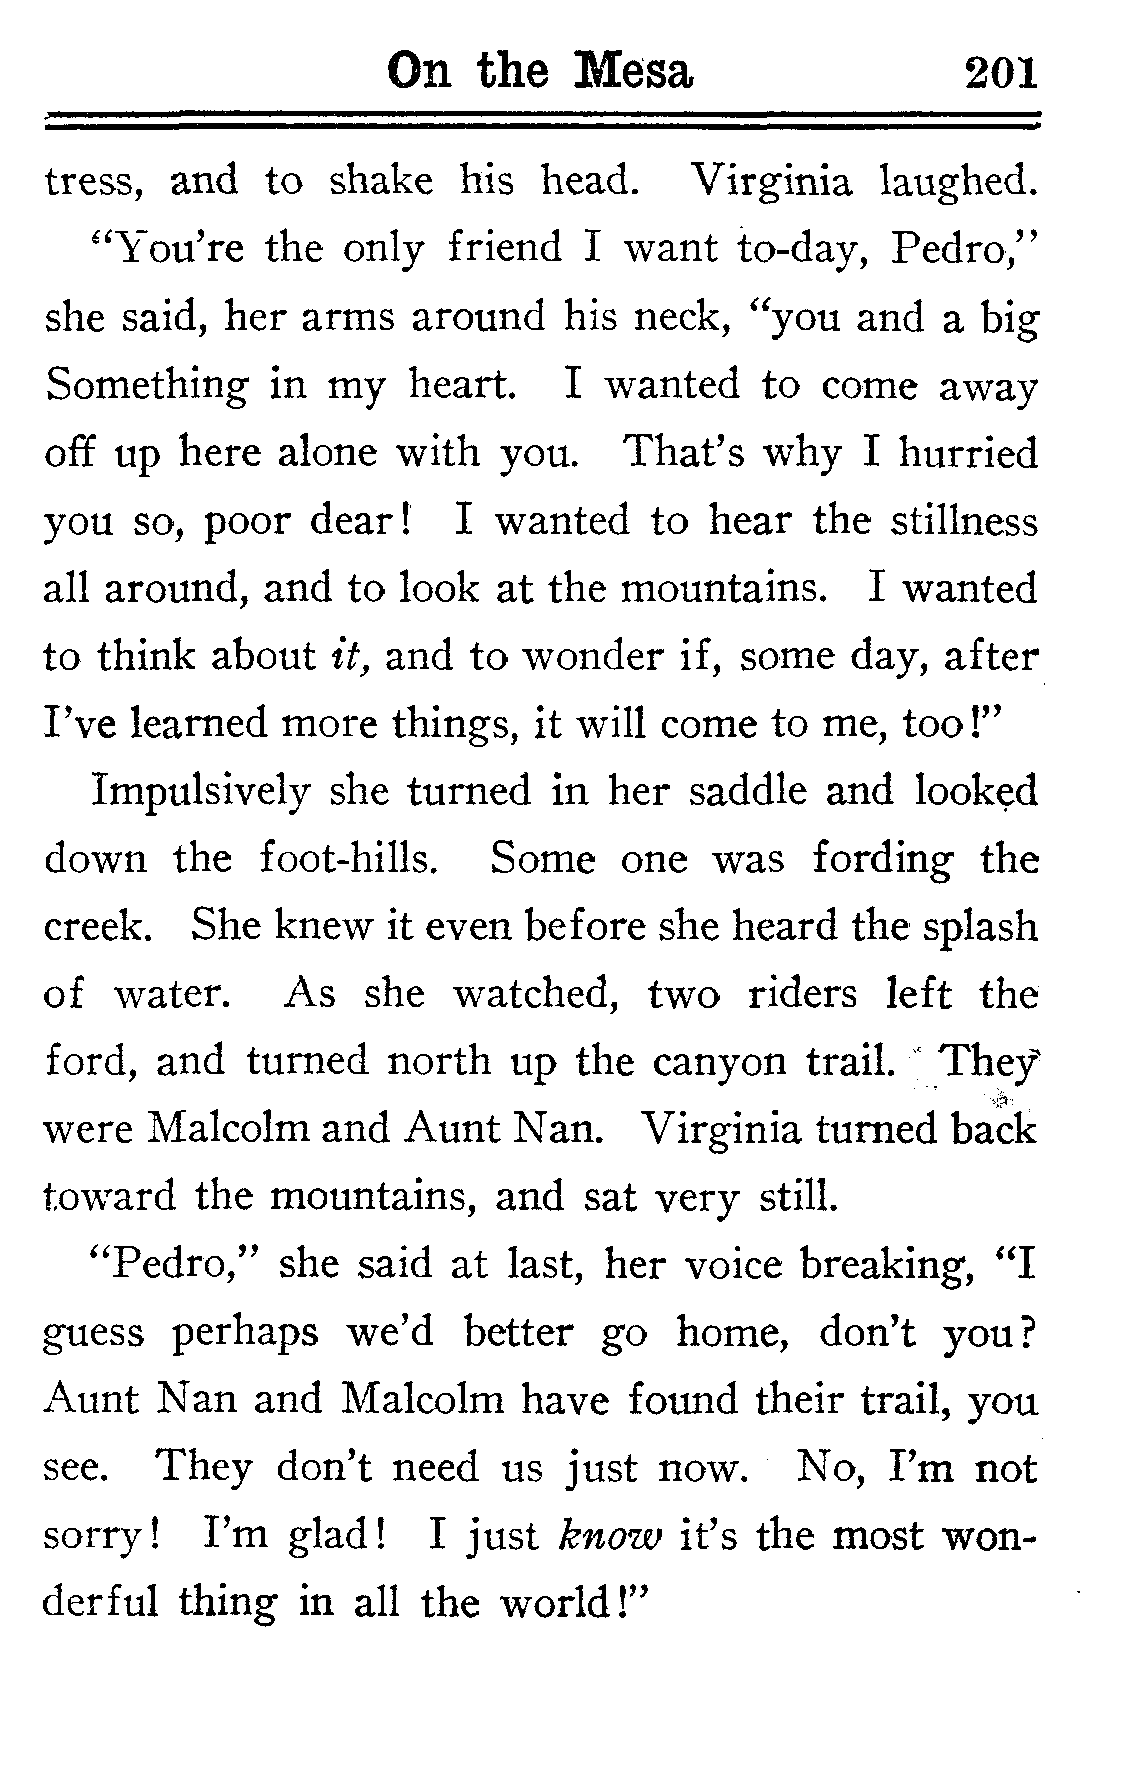 On the Mesa 201
tress, and to shake his head. Virginia laughed.
"You're the only friend I want to-day, Pedro,"
she said, her arms around his neck, "you and a big
Something in my heart. I wanted to come away
off up here alone with you. That's why I hurried
you so, poor dear! I wanted to hear the stillness
all around, and to look at the mountains. I wanted
to think about it, and to wonder if, some day, after
I've learned more things, it will come to me, too!"
Impulsively she turned in her saddle and looked
down the foot-hills. Some one was fording the
creek. She knew it even before she heard the splash
of water. As she watched, two riders left the
ford, and turned north up the canyon trail. They
were Malcolm and Aunt Nan. Virginia turned back
toward the mountains, and sat very still.
"Pedro," she said at last, her voice breaking, "I
guess perhaps we'd better go home, don't you?
Aunt Nan and Malcolm have found their trail, you
see. They don't need us just now. No, I'm not
sorry! I'm glad! I just know it's the most won-
derful thing in all the world!"